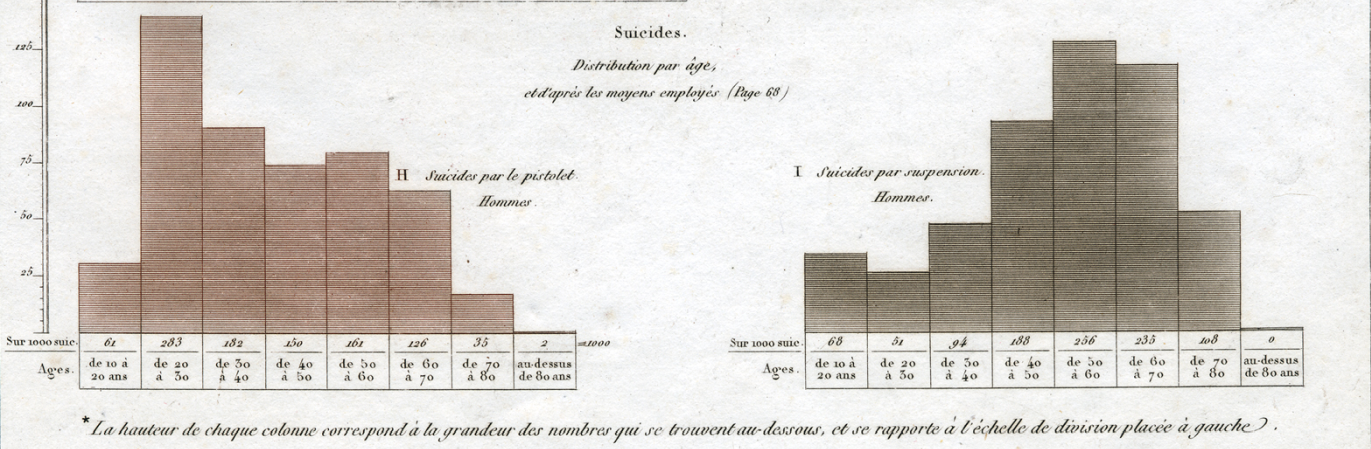 Suicides.
Distribution par âge,
et d'après les moyens employés (Page 68)
125
100
75
50
25
H Suicides par le pistolet.
Hommes.
Sur 1000 suic. 61 283 182 150 161 126 35 2 =1000
Ages. de 10 à 20 ans de 20 à 30 de 30 à 40 de 40 à 50 de 50 à 60 de 60 à 70 de 70 à 80 au-dessus de 80 ans
I Suicides par suspension.
Hommes.
Sur 1000 suic. 68 51 94 188 256 235 108 0
Ages. de 10 à 20 ans de 20 à 30 de 30 à 40 de 40 à 50 de 50 à 60 de 60 à 70 de 70 à 80 au-dessus de 80 ans
*La hauteur de chaque colonne correspond à la grandeur des nombres qui se trouvent au-dessous, et se rapporte à l'échelle de division placée à gauche.